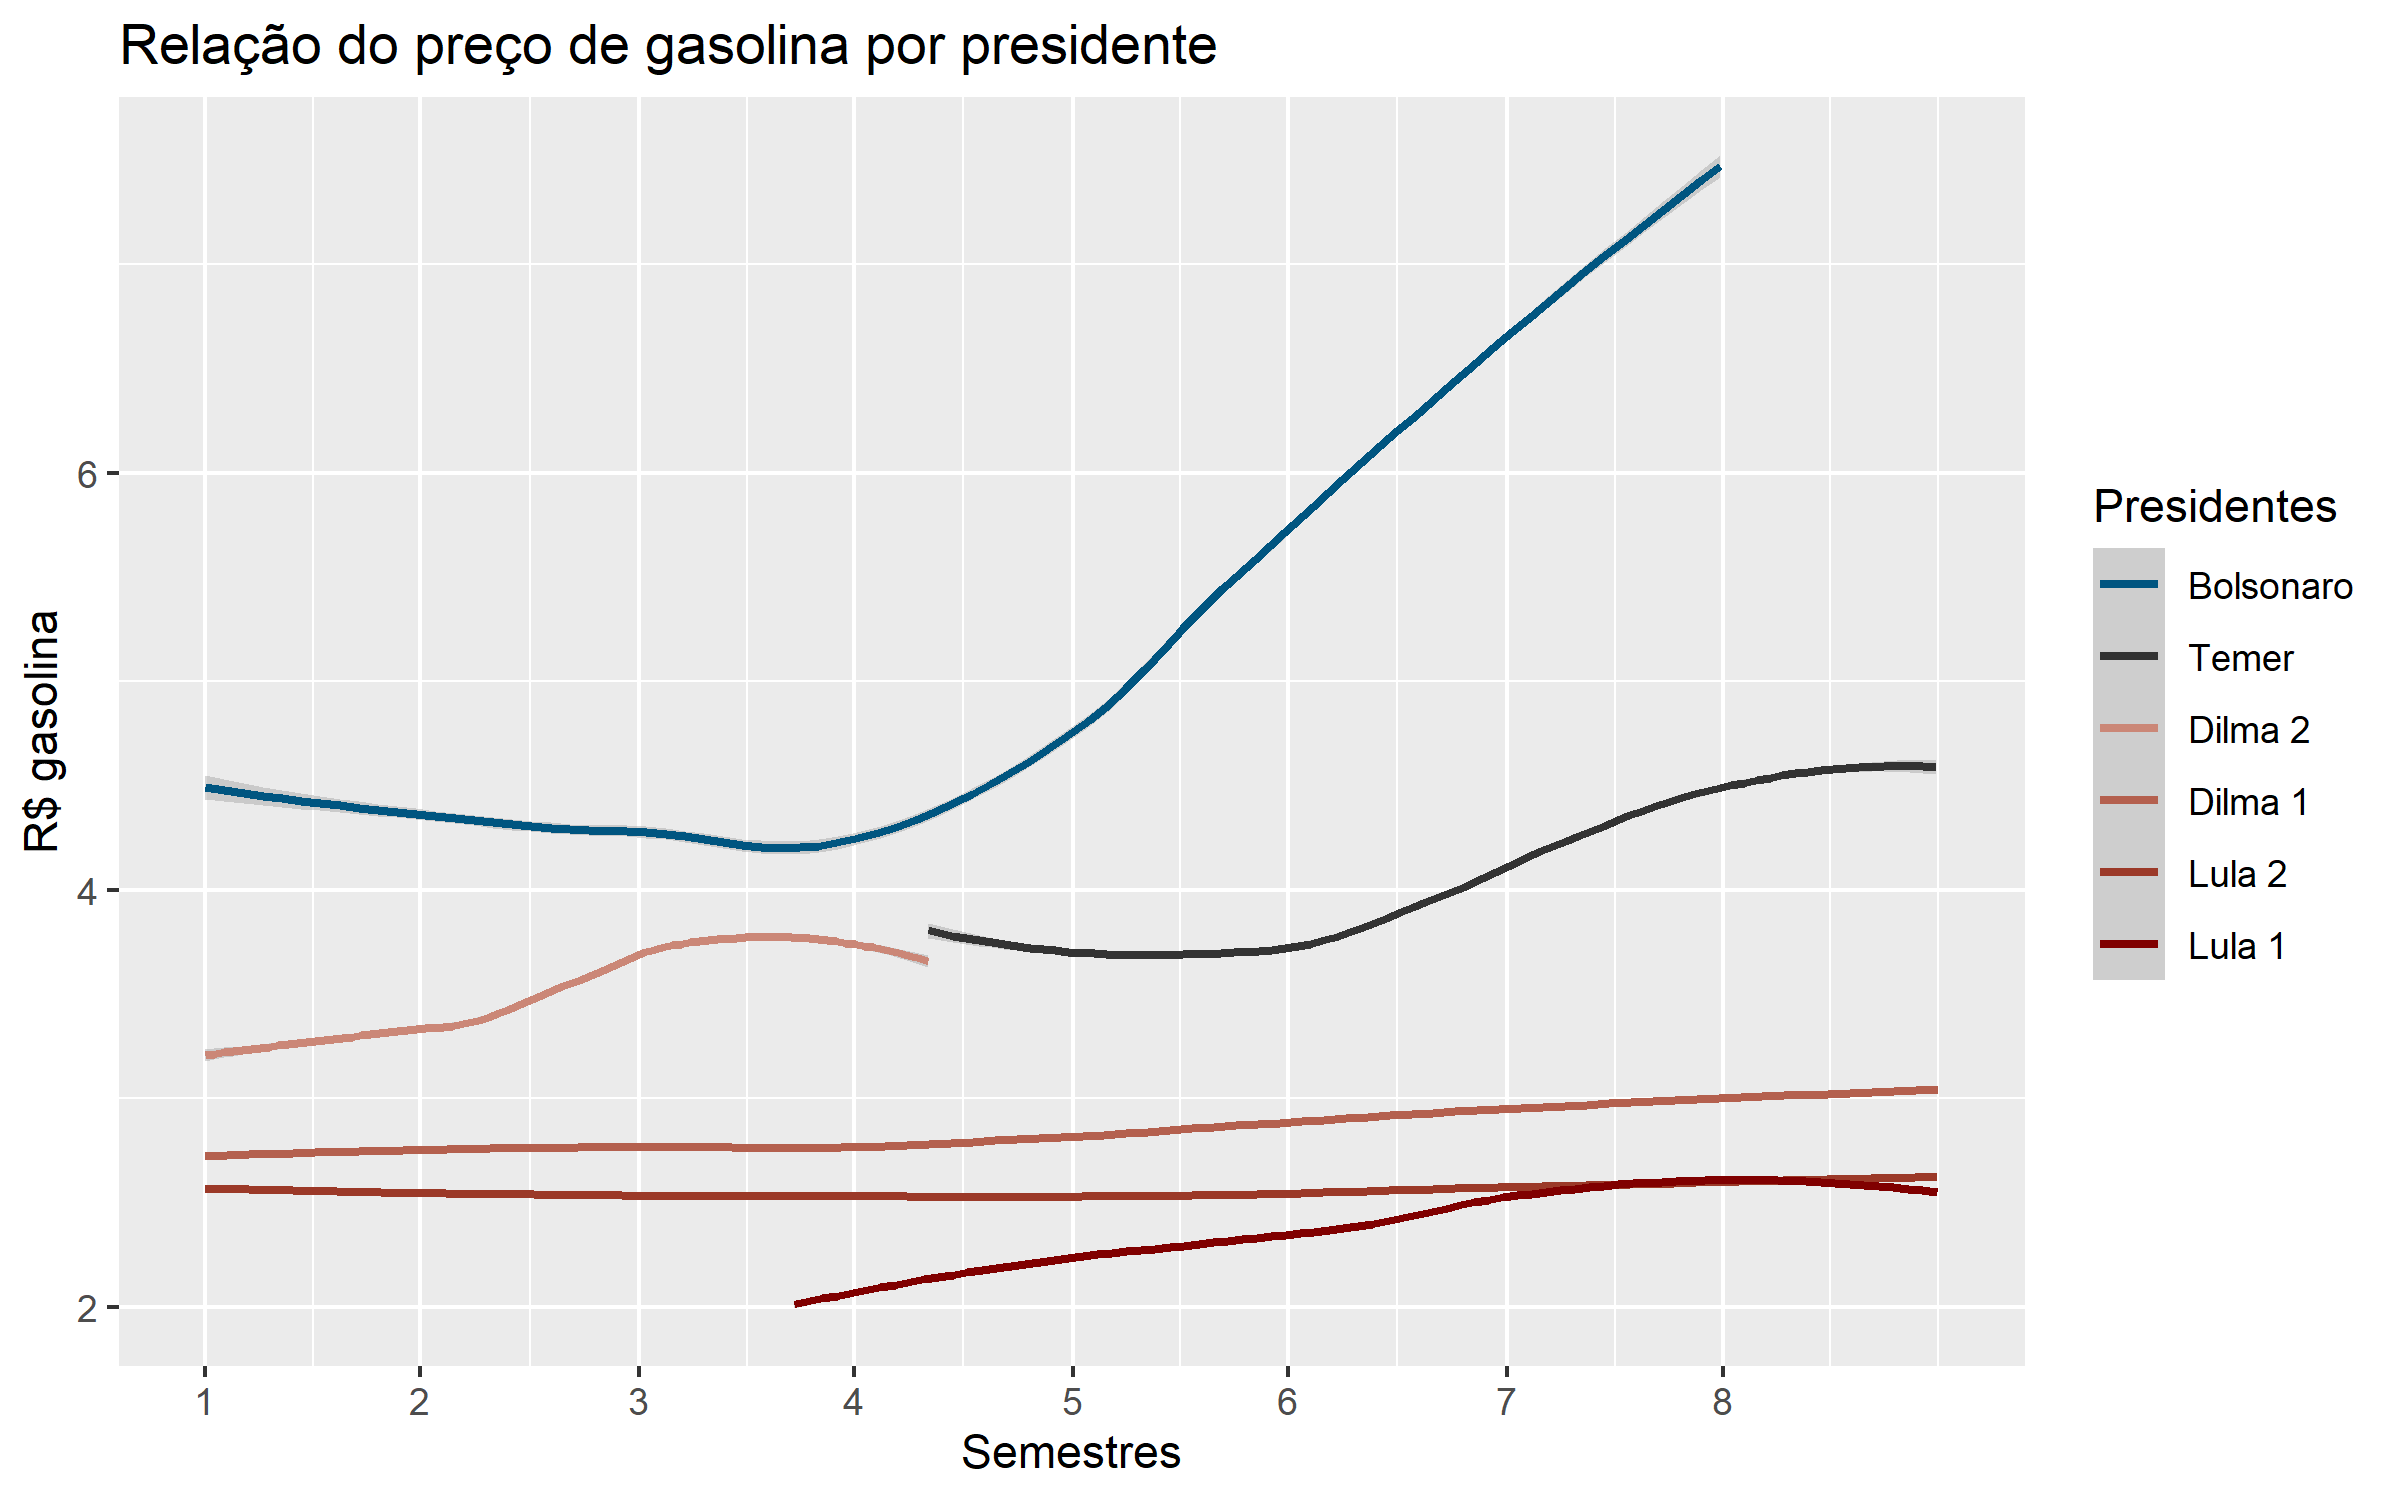 Relação do preço de gasolina por presidente
R$ gasolina
6
4
2
1 2 3 4 5 6 7 8
Semestres
Presidentes
Bolsonaro
Temer
Dilma 2
Dilma 1
Lula 2
Lula 1